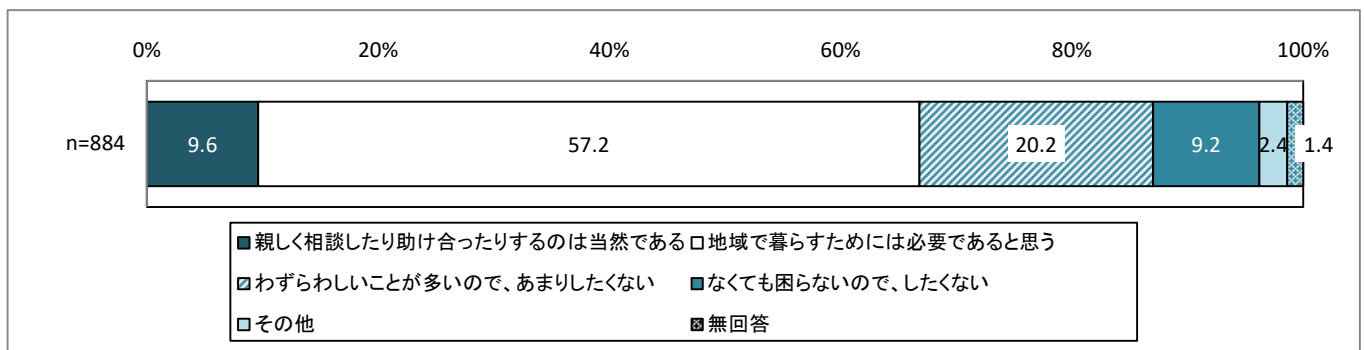 0% 20% 40% 60% 80% 100%
n=884 9.6 57.2 20.2 9.2 2.4 1.4
親しく相談したり助け合ったりするのは当然である 地域で暮らすためには必要であると思う
わずらわしいことが多いので、あまりしたくない なくても困らないので、したくない
その他 無回答